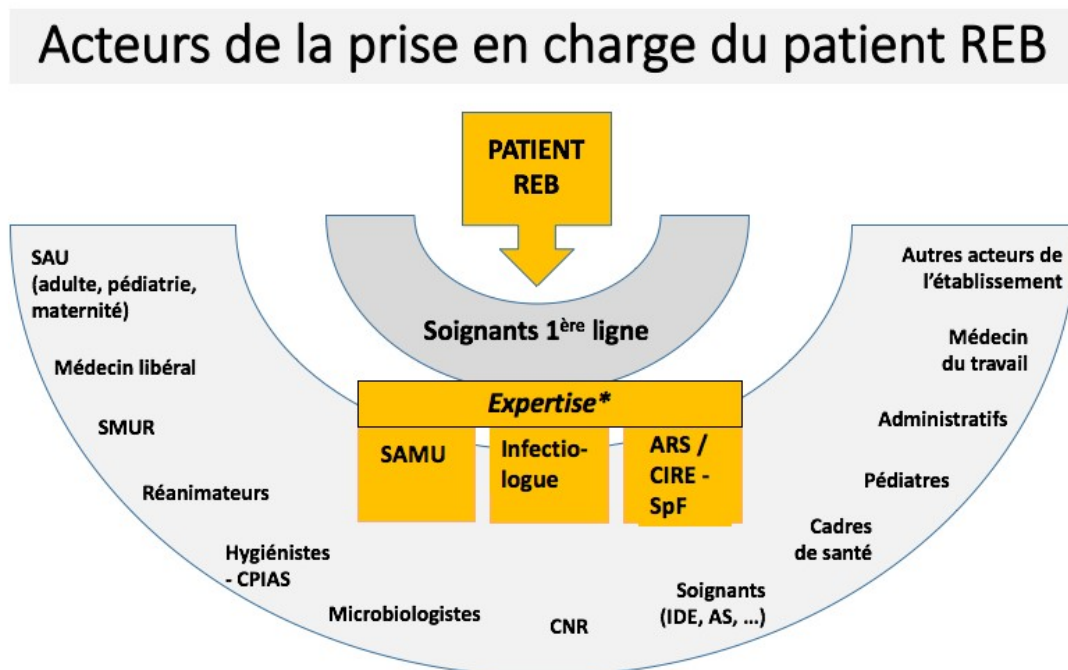 Acteurs de la prise en charge du patient REB
PATIENT
REB
Soignants 1ère ligne
Expertise*
SAMU
Infectio-
logue
ARS /
CIRE -
SpF
SAU
(adulte, pédiatrie,
maternité)
Médecin libéral
SMUR
Réanimateurs
Hygiénistes
- CPIAS
Microbiologistes
CNR
Soignants
(IDE, AS, ...)
Cadres
de santé
Pédiatres
Administratifs
Médecin
du travail
Autres acteurs de
l'établissement